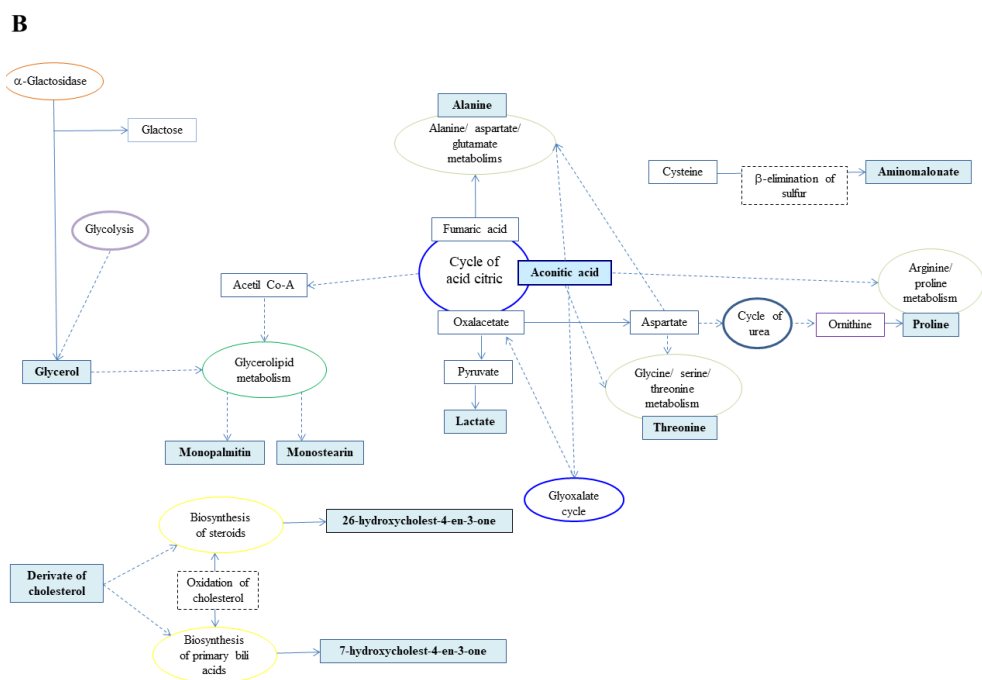 B
α-Glactosidase
Glactose
Glycolysis
Glycerol
Acetil Co-A
Glycerolipid
metabolism
Monopalmitin
Monostearin
Alanine
Alanine/ aspartate/
glutamate
metabolims
Fumaric acid
Cycle of
acid citric
Aconitic acid
Oxalacetate
Pyruvate
Lactate
Aspartate
Cycle of
urea
Ornithine
Proline
Arginine/
proline
metabolism
Cysteine
β-elimination of
sulfur
Aminomalonate
Glycine/ serine/
threonine
metabolism
Threonine
Glyoxalate
cycle
Derivate of
cholesterol
Biosynthesis
of steroids
26-hydroxycholest-4-en-3-one
Oxidation of
cholesterol
Biosynthesis
of primary bili
acids
7-hydroxycholest-4-en-3-one